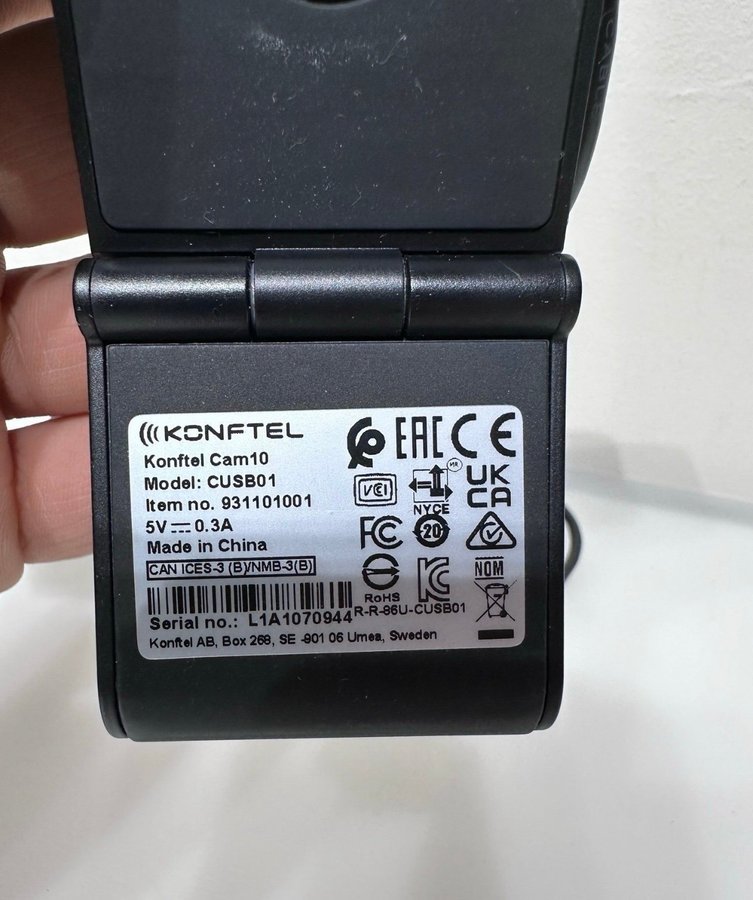 KONFTEL
Konftel Cam10
Model: CUSB01
Item no. 931101001
5V ⎓ 0.3A
Made in China
CAN ICES-3 (B)/NMB-3(B)
Serial no.: L1A1070944
Konftel AB, Box 268, SE -901 06 Umea, Sweden
EAC CE
VCI
NYCE
UK
CA
FC
20
RoHS
NOM
R-R-86U-CUSB01